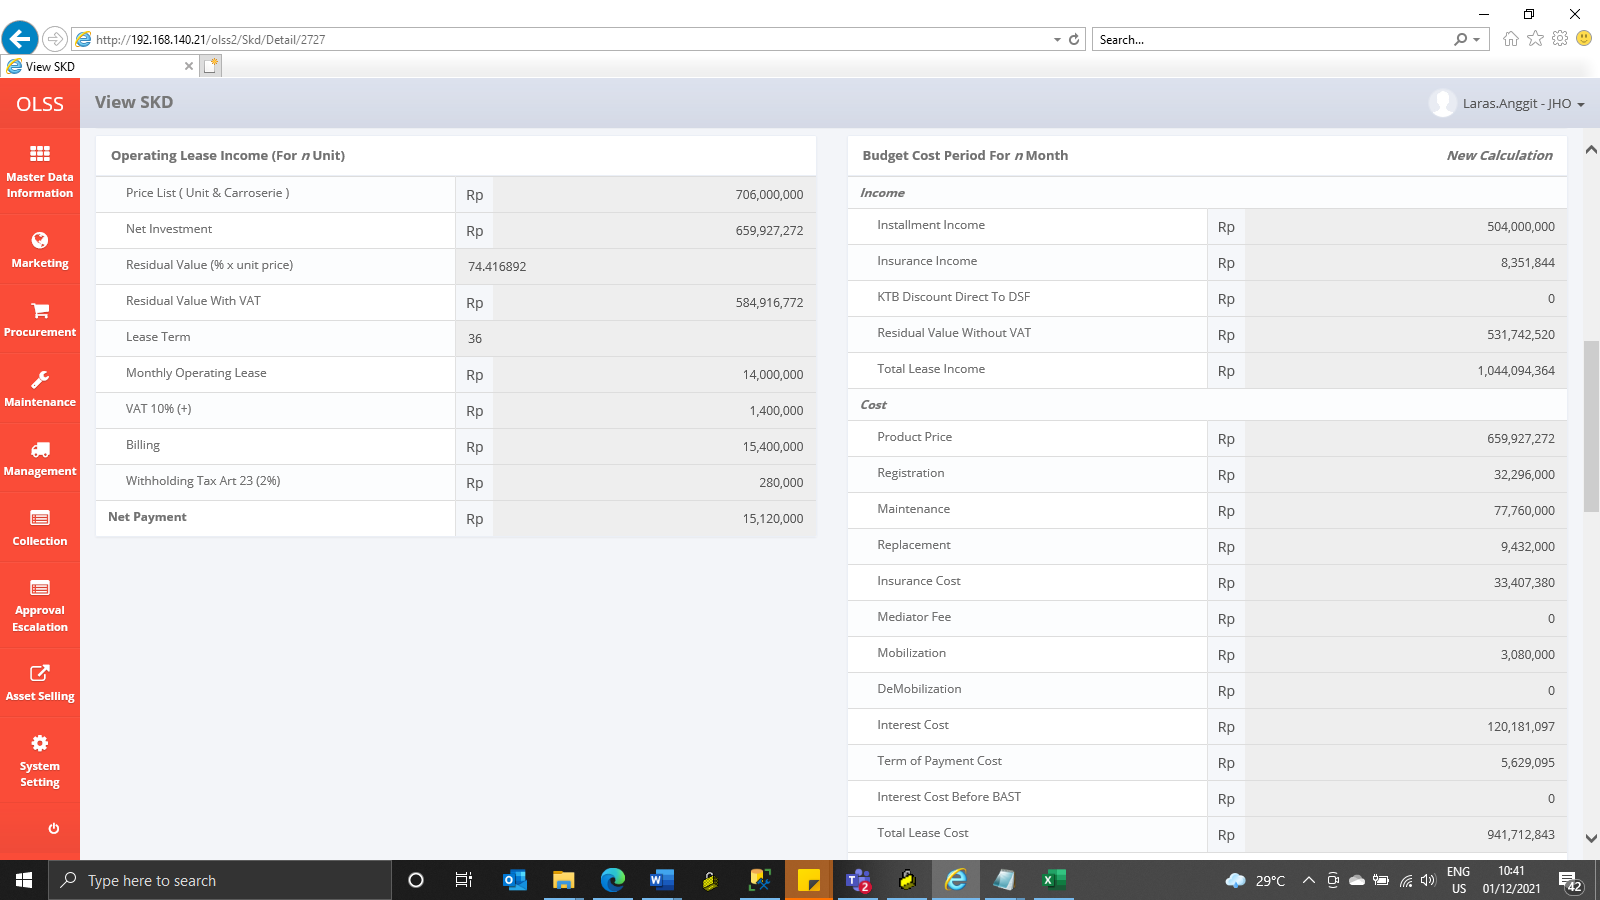 http://192.168.140.21/olss2/Skd/Detail/2727
Search...
View SKD
OLSS
View SKD
Laras.Anggit - JHO
Master Data
Information
Marketing
Procurement
Maintenance
Management
Collection
Approval
Escalation
Asset Selling
System
Setting
Operating Lease Income (For n Unit)
Price List ( Unit & Carroserie ) Rp 706,000,000
Net Investment Rp 659,927,272
Residual Value (% x unit price) 74.416892
Residual Value With VAT Rp 584,916,772
Lease Term 36
Monthly Operating Lease Rp 14,000,000
VAT 10% (+) Rp 1,400,000
Billing Rp 15,400,000
Withholding Tax Art 23 (2%) Rp 280,000
Net Payment Rp 15,120,000
Budget Cost Period For n Month New Calculation
Income
Installment Income Rp 504,000,000
Insurance Income Rp 8,351,844
KTB Discount Direct To DSF Rp 0
Residual Value Without VAT Rp 531,742,520
Total Lease Income Rp 1,044,094,364
Cost
Product Price Rp 659,927,272
Registration Rp 32,296,000
Maintenance Rp 77,760,000
Replacement Rp 9,432,000
Insurance Cost Rp 33,407,380
Mediator Fee Rp 0
Mobilization Rp 3,080,000
DeMobilization Rp 0
Interest Cost Rp 120,181,097
Term of Payment Cost Rp 5,629,095
Interest Cost Before BAST Rp 0
Total Lease Cost Rp 941,712,843
Type here to search
2
29°C
ENG
US
10:41
01/12/2021
42